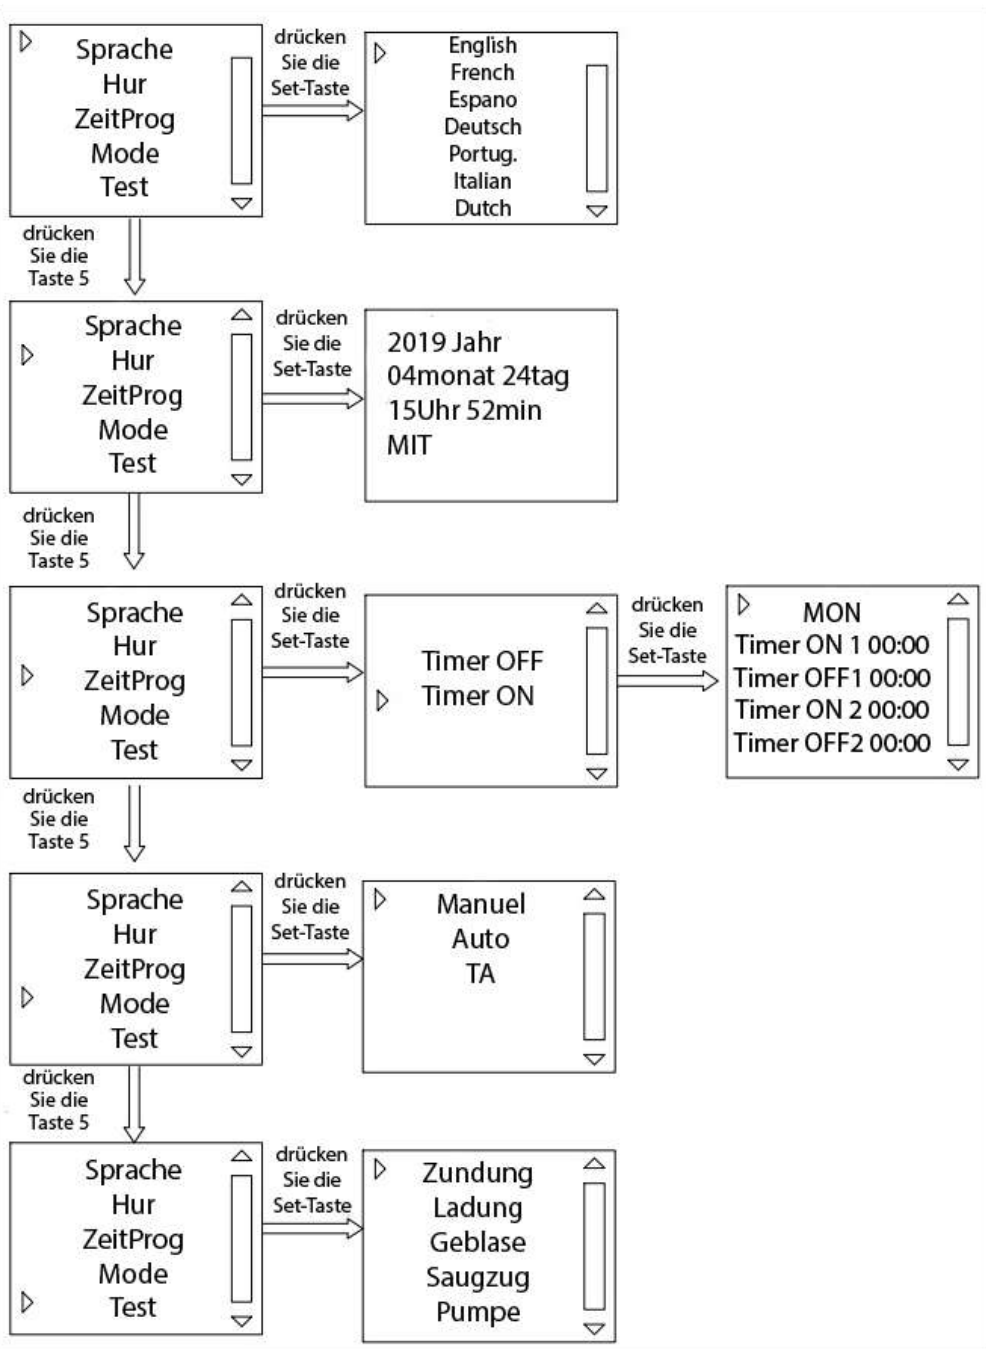 Sprache
Hur
ZeitProg
Mode
Test
drücken
Sie die
Set-Taste
English
French
Espano
Deutsch
Portug.
Italian
Dutch
drücken
Sie die
Taste 5
Sprache
Hur
ZeitProg
Mode
Test
drücken
Sie die
Set-Taste
2019 Jahr
04monat 24tag
15Uhr 52min
MIT
drücken
Sie die
Taste 5
Sprache
Hur
ZeitProg
Mode
Test
drücken
Sie die
Set-Taste
Timer OFF
Timer ON
drücken
Sie die
Set-Taste
MON
Timer ON 1 00:00
Timer OFF1 00:00
Timer ON 2 00:00
Timer OFF2 00:00
drücken
Sie die
Taste 5
Sprache
Hur
ZeitProg
Mode
Test
drücken
Sie die
Set-Taste
Manuel
Auto
TA
drücken
Sie die
Taste 5
Sprache
Hur
ZeitProg
Mode
Test
drücken
Sie die
Set-Taste
Zundung
Ladung
Geblase
Saugzug
Pumpe